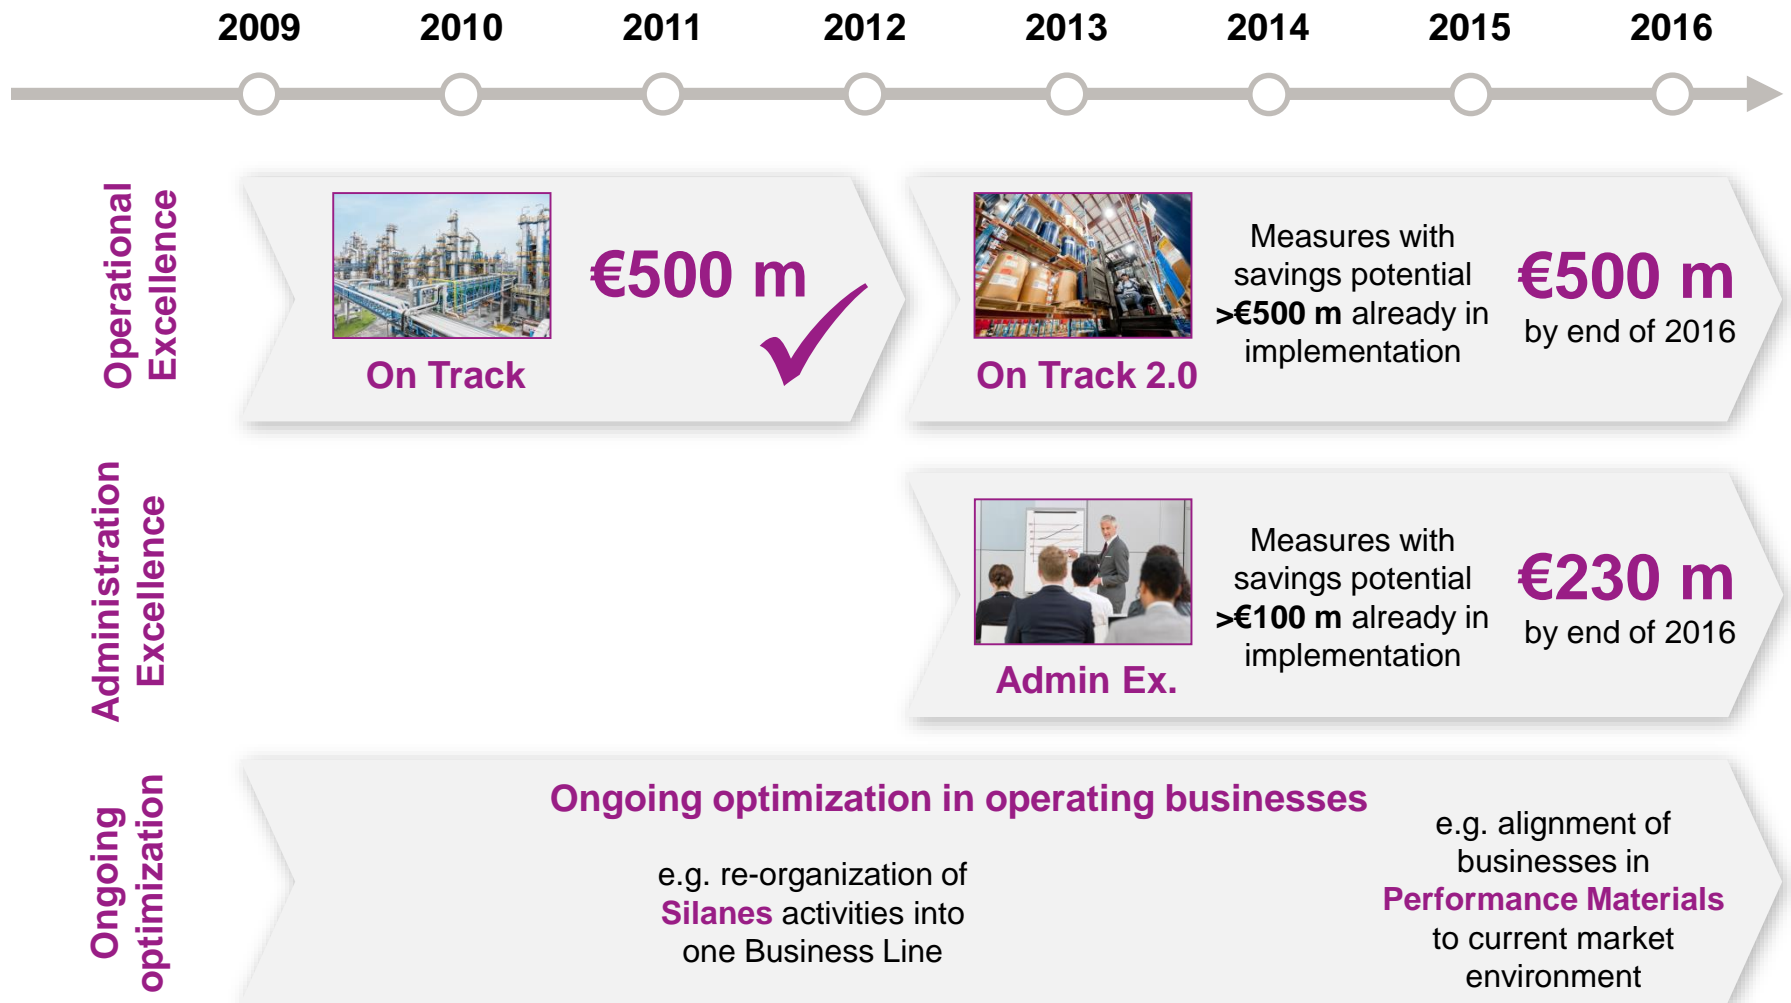 2009 2010 2011 2012 2013 2014 2015 2016
Operational
Excellence
€500 m
On Track
On Track 2.0
Measures with
savings potential
>€500 m already in
implementation
€500 m
by end of 2016
Administration
Excellence
Admin Ex.
Measures with
savings potential
>€100 m already in
implementation
€230 m
by end of 2016
Ongoing
optimization
Ongoing optimization in operating businesses
e.g. re-organization of
Silanes activities into
one Business Line
e.g. alignment of
businesses in
Performance Materials
to current market
environment